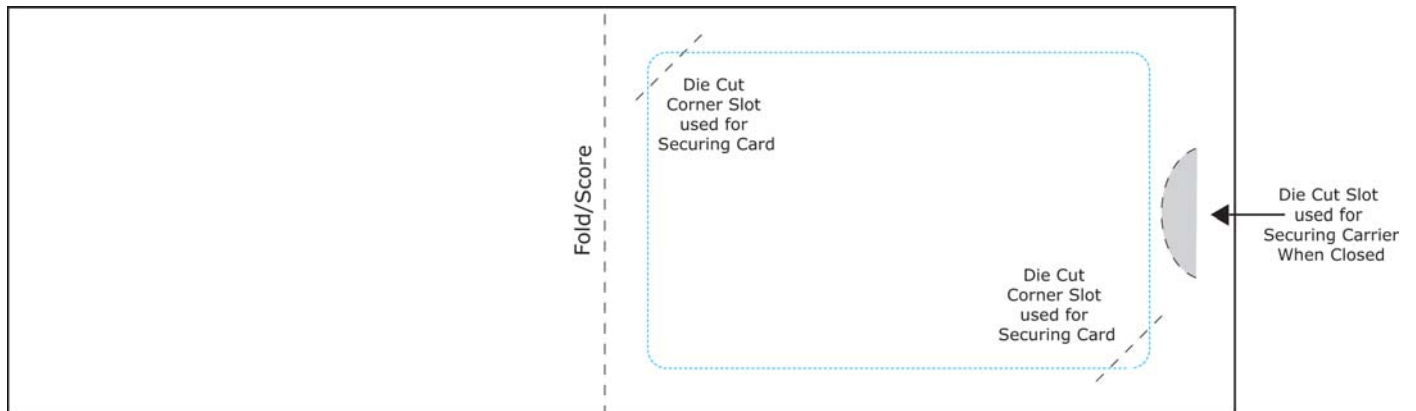 Fold/Score
Die Cut
Corner Slot
used for
Securing Card
Die Cut
Corner Slot
used for
Securing Card
Die Cut Slot
used for
Securing Carrier
When Closed